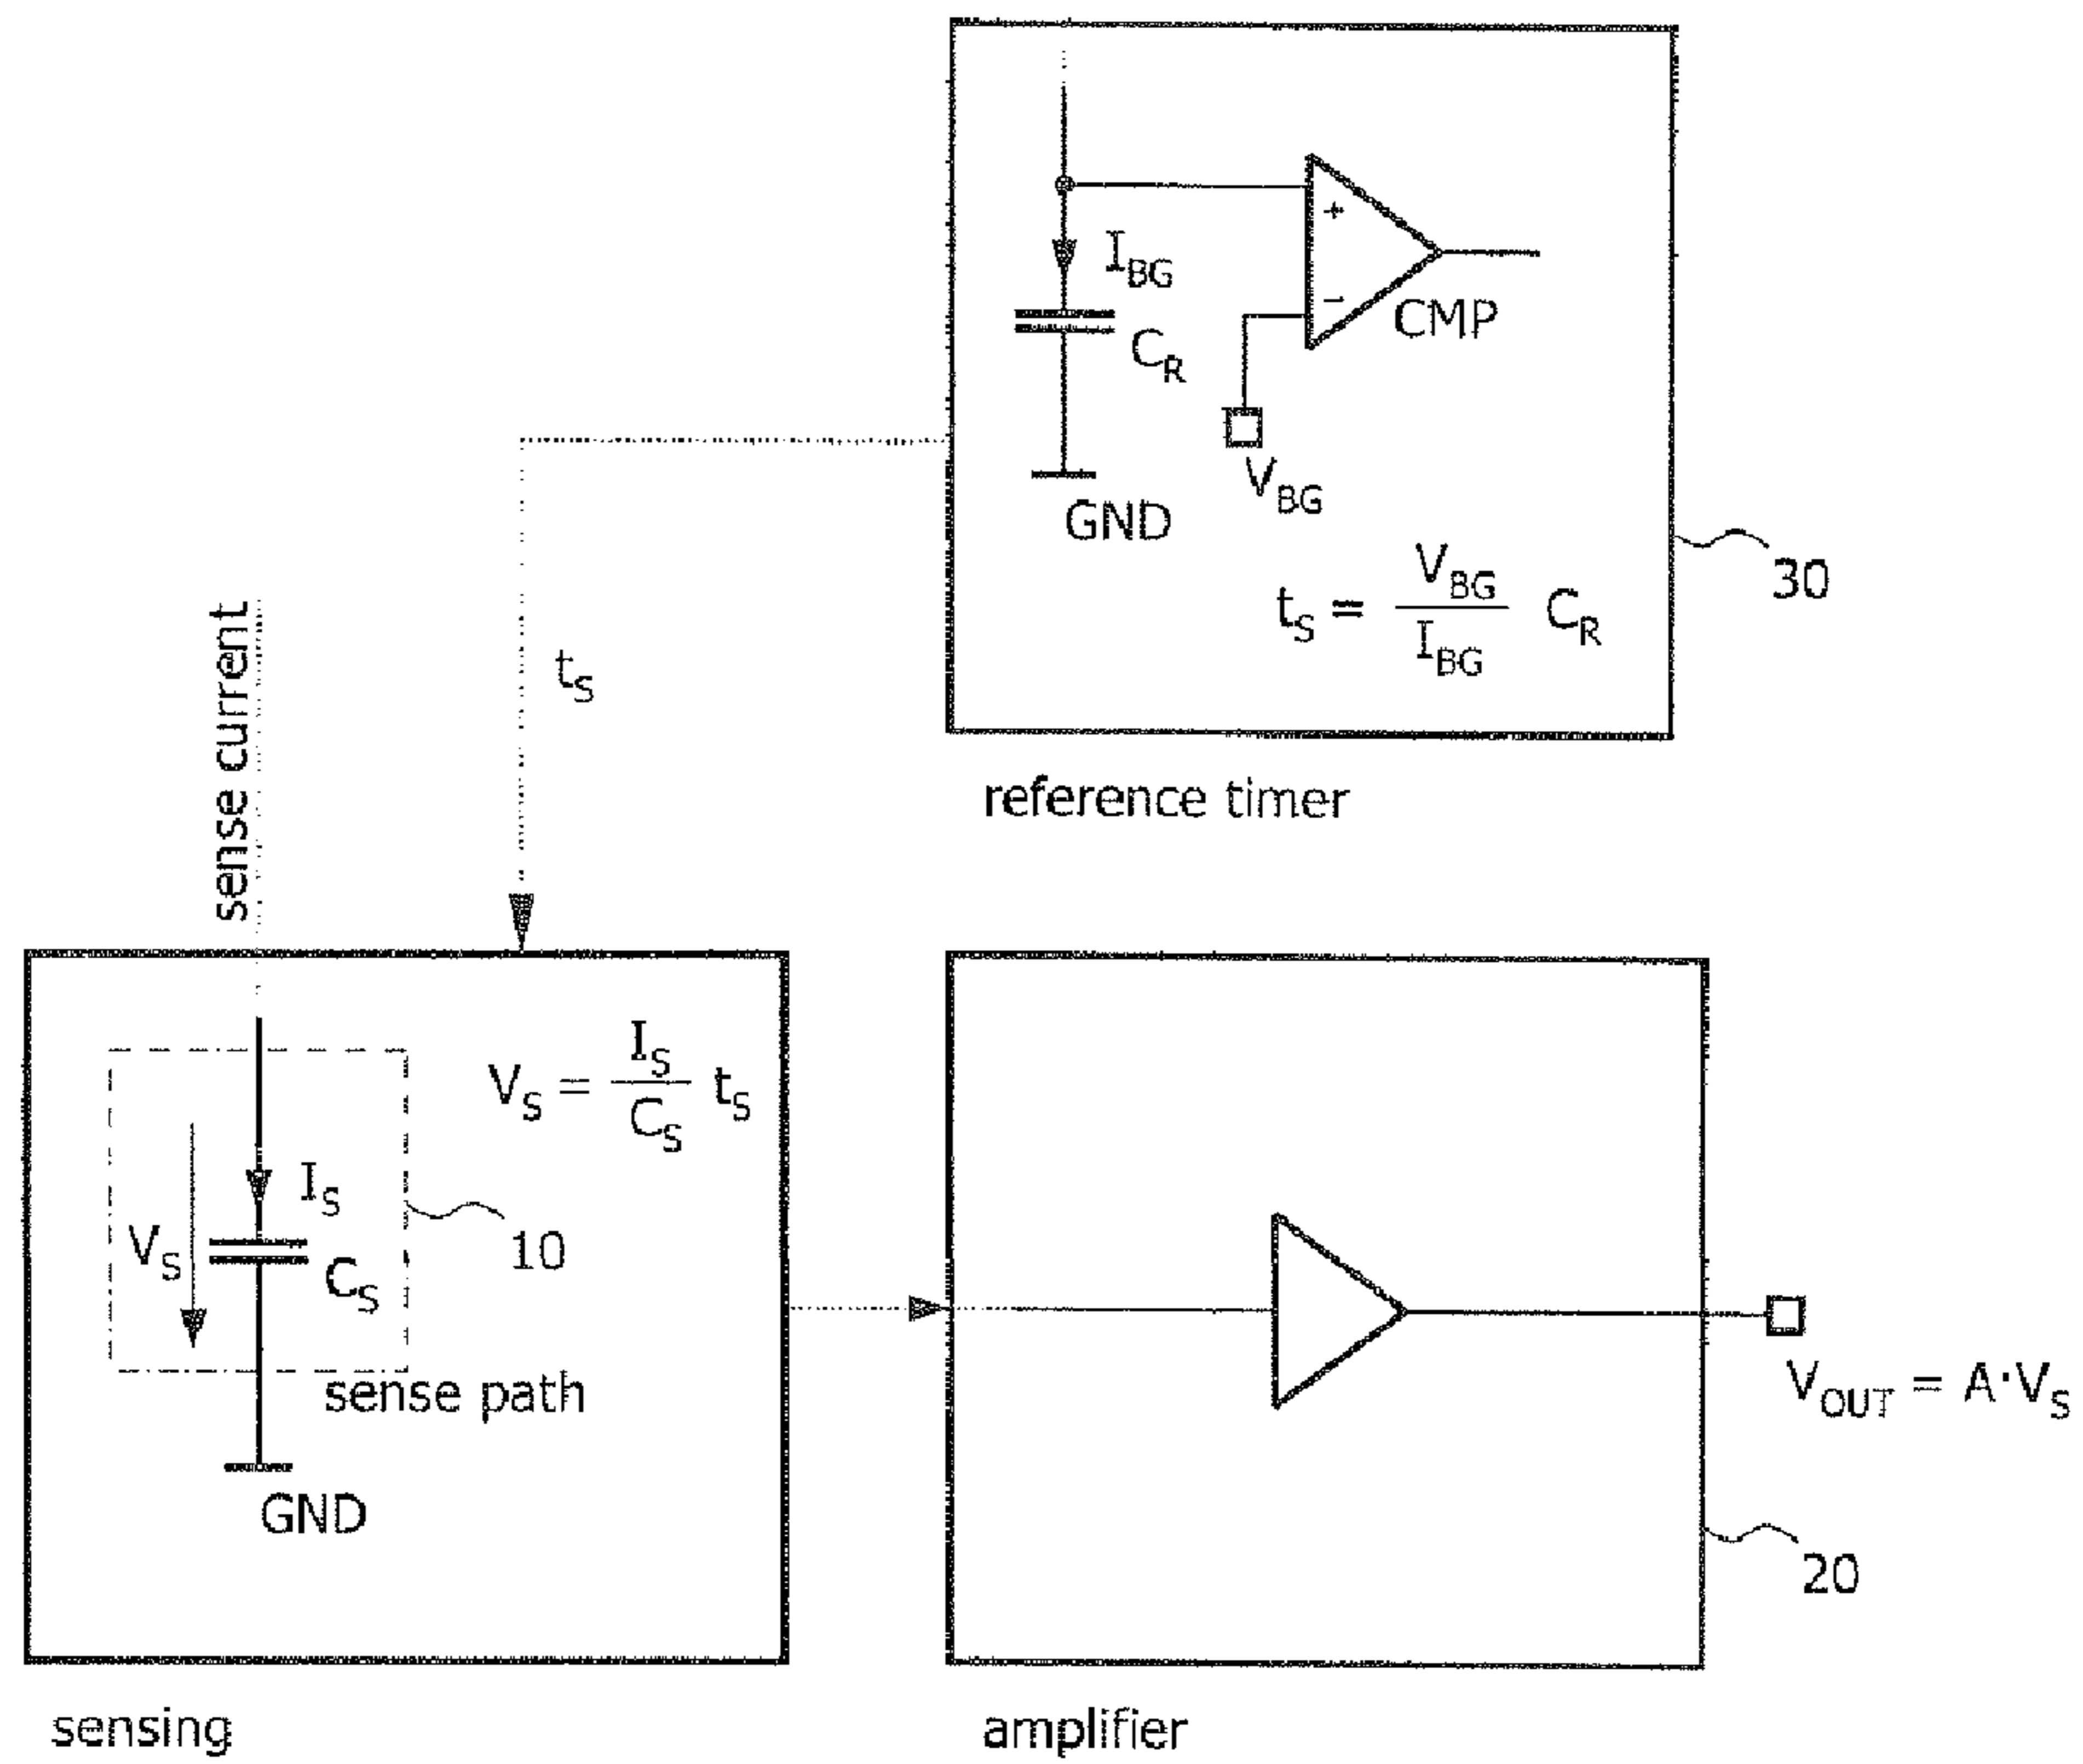 +
I_BG
−
CMP
C_R
V_BG
GND
t_S = V_BG / I_BG C_R
30
reference timer
t_S
sense current
V_S = I_S / C_S t_S
I_S
V_S
C_S
10
sense path
GND
sensing
V_OUT = A·V_S
20
amplifier